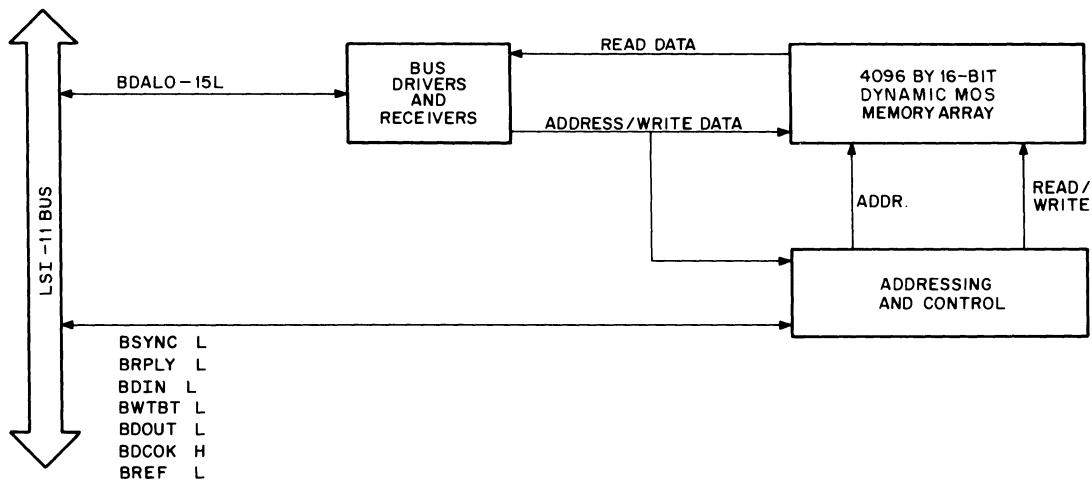 READ DATA
BUS
DRIVERS
AND
RECEIVERS
4096 BY 16-BIT
DYNAMIC MOS
MEMORY ARRAY
BDALO-15L
ADDRESS/WRITE DATA
LSI-11 BUS
ADDR.
READ/
WRITE
ADDRESSING
AND CONTROL
BSYNC L
BRPLY L
BDIN L
BWTBT L
BDOUT L
BDCOK H
BREF L